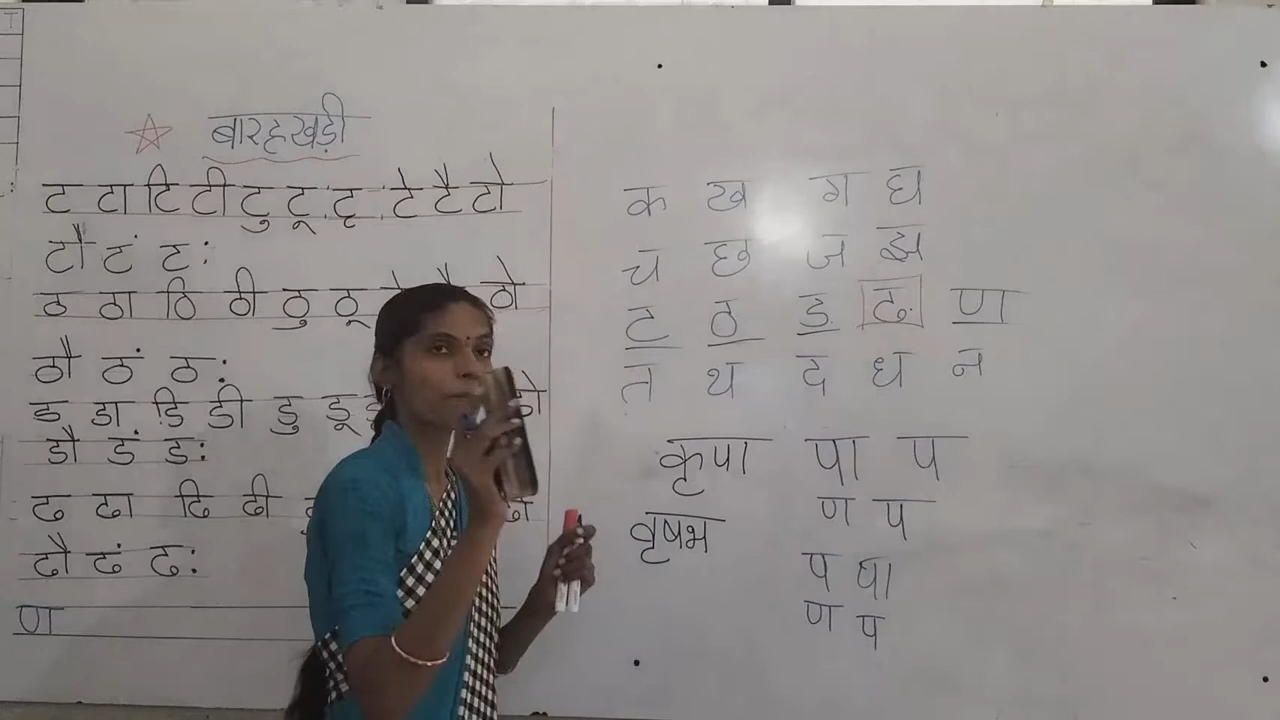 T
बारहखड़ी
ट टा टि टी टु टू टृ टे टै टो
टौ टं टः
ठ ठा ठि ठी ठु ठू ठो
ठौ ठं ठः
ड डा डि डी डु डू डो
डौ डं डः
ढ ढा ढि ढी ढो
ढौ ढं ढः
ण
क ख ग घ
च छ ज झ
ट ठ ड ढ ण
त थ द ध न
कृपा पा प
ण प
वृषभ
प षा
ण प